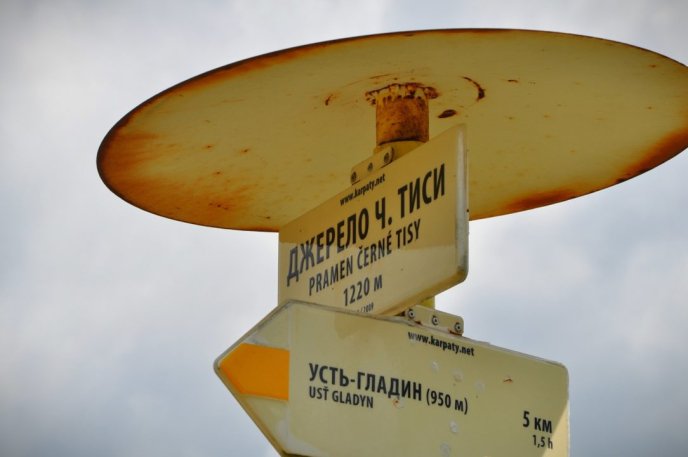 www.karpaty.net
ДЖЕРЕЛО Ч. ТИСИ
PRAMEN ČERNÉ TISY
1220 м
www.karpaty.net
УСТЬ-ГЛАДИН (950 м)
USŤ GLADYN
5 км
1,5 h